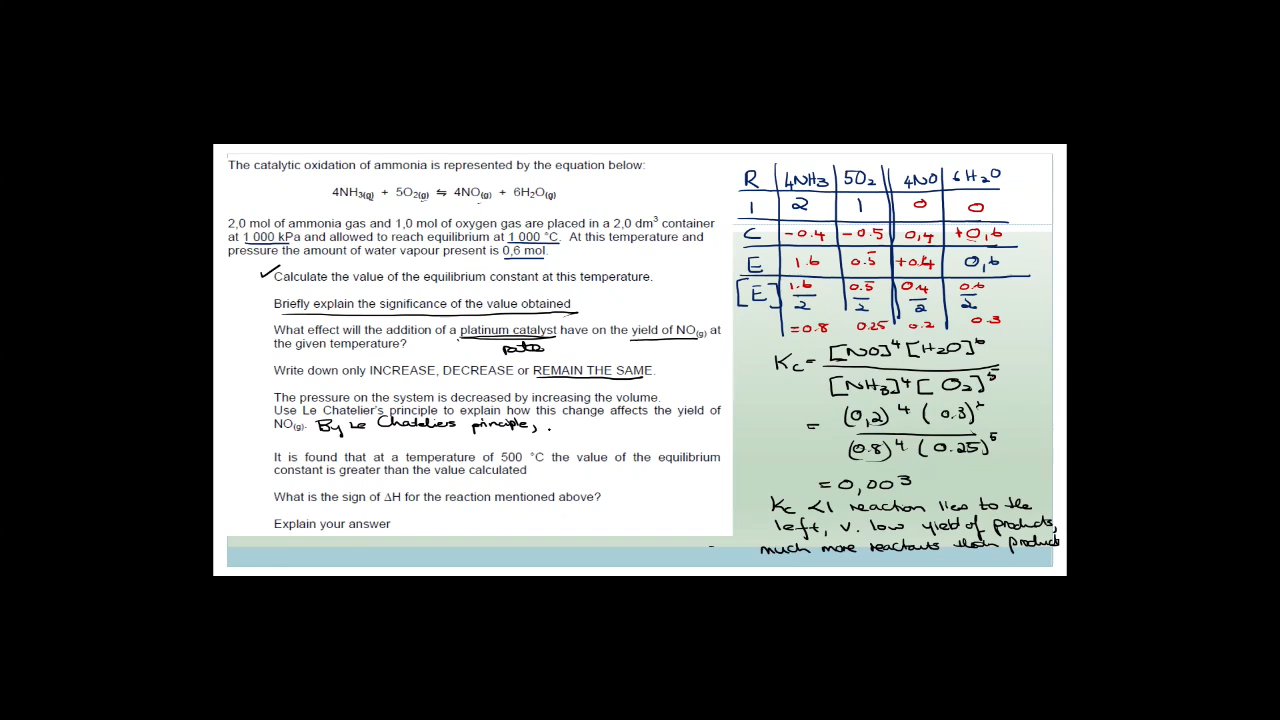 The catalytic oxidation of ammonia is represented by the equation below:
4NH3(g) + 5O2(g) ⇋ 4NO(g) + 6H2O(g)
2,0 mol of ammonia gas and 1,0 mol of oxygen gas are placed in a 2,0 dm³ container
at 1 000 kPa and allowed to reach equilibrium at 1 000 °C. At this temperature and
pressure the amount of water vapour present is 0,6 mol.
✓Calculate the value of the equilibrium constant at this temperature.
Briefly explain the significance of the value obtained
What effect will the addition of a platinum catalyst have on the yield of NO(g) at
the given temperature?
Write down only INCREASE, DECREASE or REMAIN THE SAME.
The pressure on the system is decreased by increasing the volume.
Use Le Chatelier's principle to explain how this change affects the yield of
NO(g). By Le Chateliers principle,
It is found that at a temperature of 500 °C the value of the equilibrium
constant is greater than the value calculated
What is the sign of ΔH for the reaction mentioned above?
Explain your answer
R 4NH3 5O2 4NO 6H2O
I 2 1 0 0
C -0.4 -0.5 0,4 +0,6
E 1.6 0.5 +0.4 0,6
[E] 1.6/2 0.5/2 0.4/2 0.6/2
=0.8 0.25 0.2 0.3
Kc = [NO]⁴[H2O]⁶ / [NH3]⁴[O2]⁵
= (0,2)⁴(0.3)⁶ / (0.8)⁴(0.25)⁵
= 0,003
Kc <1 reaction lies to the
left, v. low yield of products,
much more reactants than product